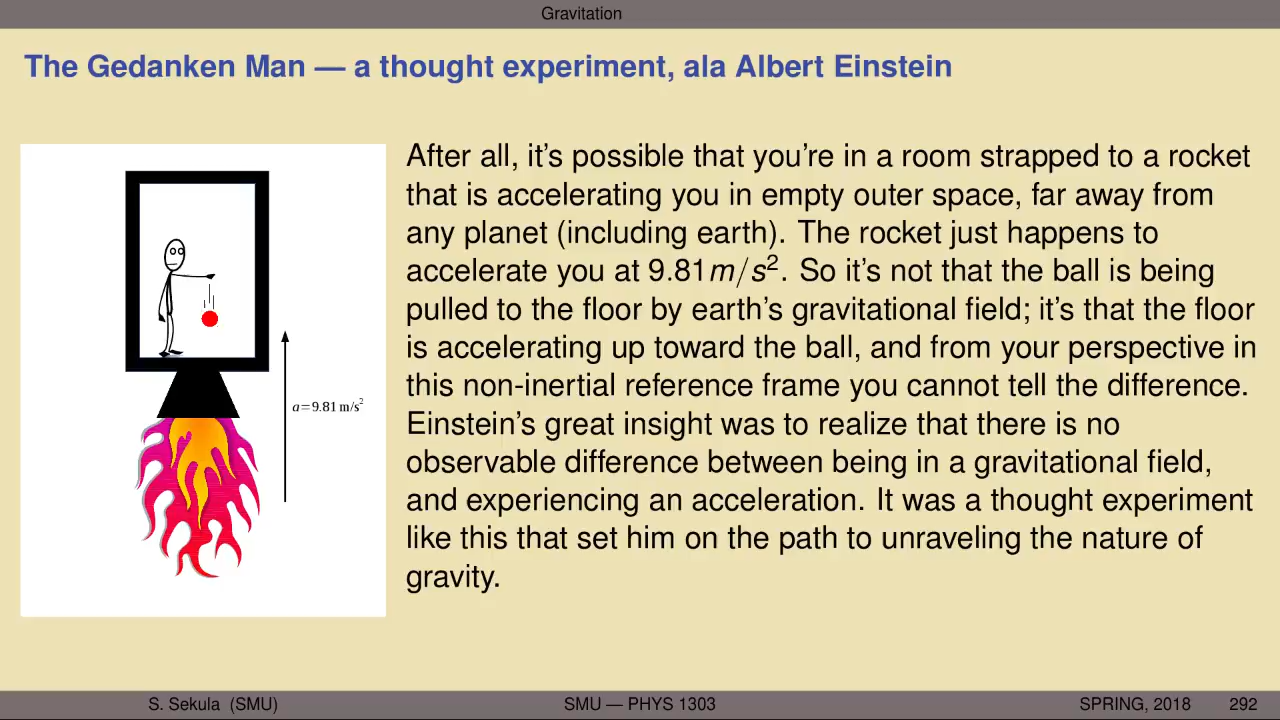 Gravitation
The Gedanken Man — a thought experiment, ala Albert Einstein
After all, it's possible that you're in a room strapped to a rocket
that is accelerating you in empty outer space, far away from
any planet (including earth). The rocket just happens to
accelerate you at 9.81m/s². So it's not that the ball is being
pulled to the floor by earth's gravitational field; it's that the floor
is accelerating up toward the ball, and from your perspective in
this non-inertial reference frame you cannot tell the difference.
Einstein's great insight was to realize that there is no
observable difference between being in a gravitational field,
and experiencing an acceleration. It was a thought experiment
like this that set him on the path to unraveling the nature of
gravity.
a=9.81 m/s²
S. Sekula (SMU) SMU — PHYS 1303 SPRING, 2018 292